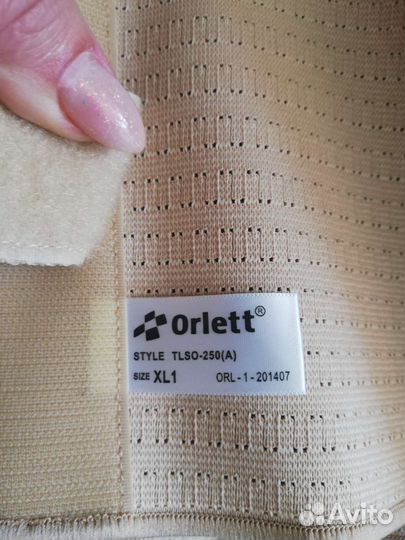 Orlett®
STYLE TLSO-250(A)
SIZE XL1 ORL-1-201407
Avito